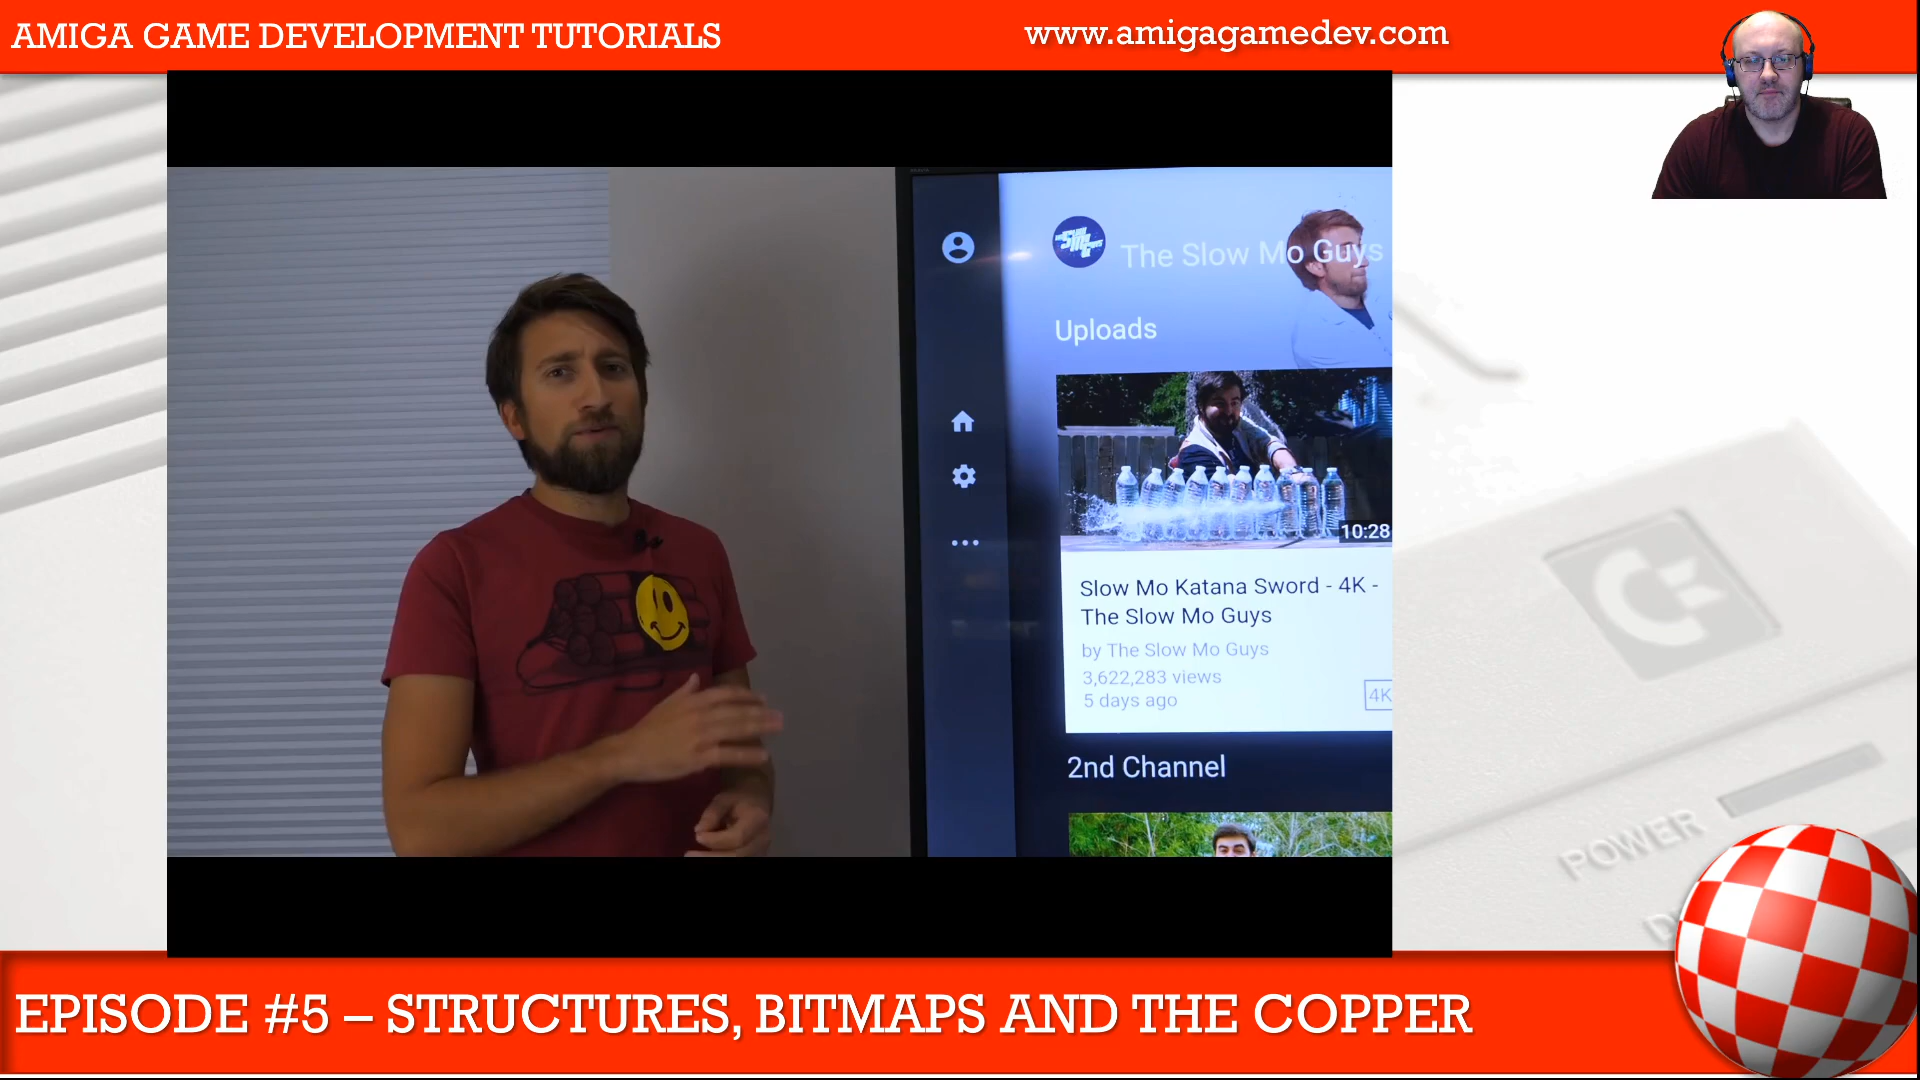 AMIGA GAME DEVELOPMENT TUTORIALS
www.amigagamedev.com
The Slow Mo Guys
Uploads
10:28
Slow Mo Katana Sword - 4K -
The Slow Mo Guys
by The Slow Mo Guys
3,622,283 views
5 days ago
4K
2nd Channel
POWER
EPISODE #5 – STRUCTURES, BITMAPS AND THE COPPER